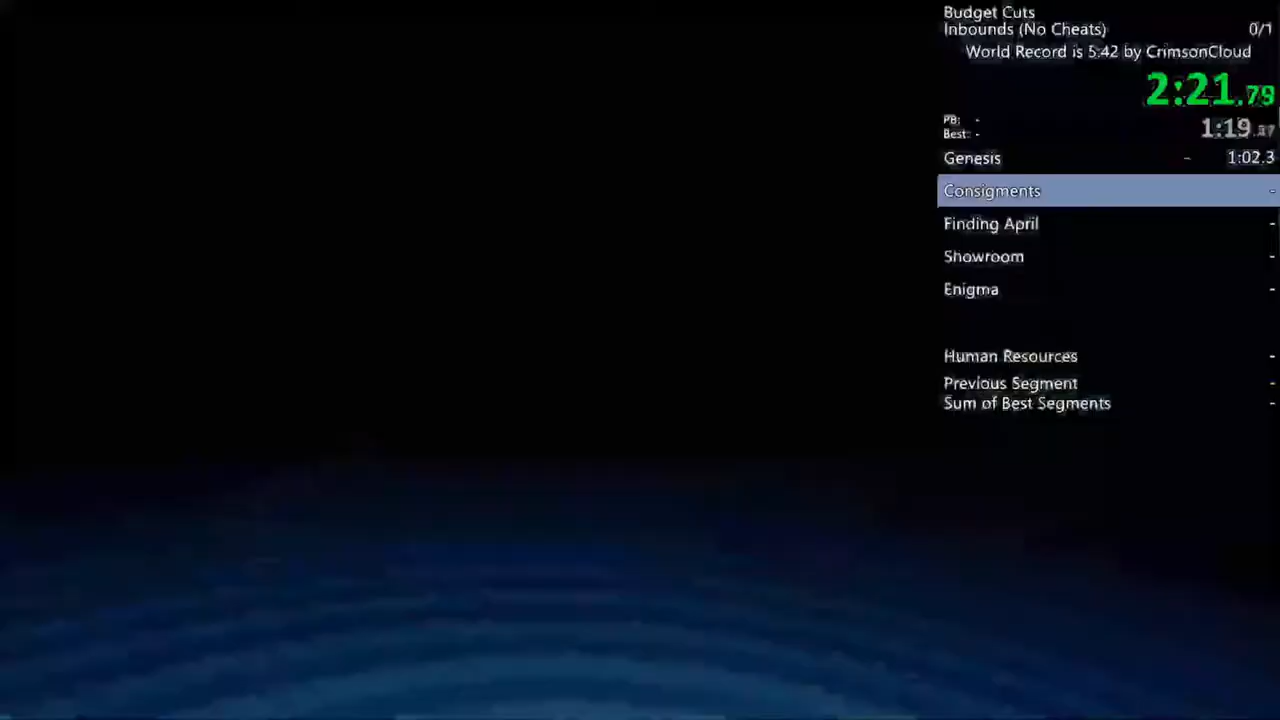 Budget Cuts
Inbounds (No Cheats) 0/1
World Record is 5:42 by CrimsonCloud
2:21.79
PB: -
Best: - 1:19
Genesis - 1:02.3
Consigments -
Finding April -
Showroom -
Enigma -
Human Resources -
Previous Segment -
Sum of Best Segments -